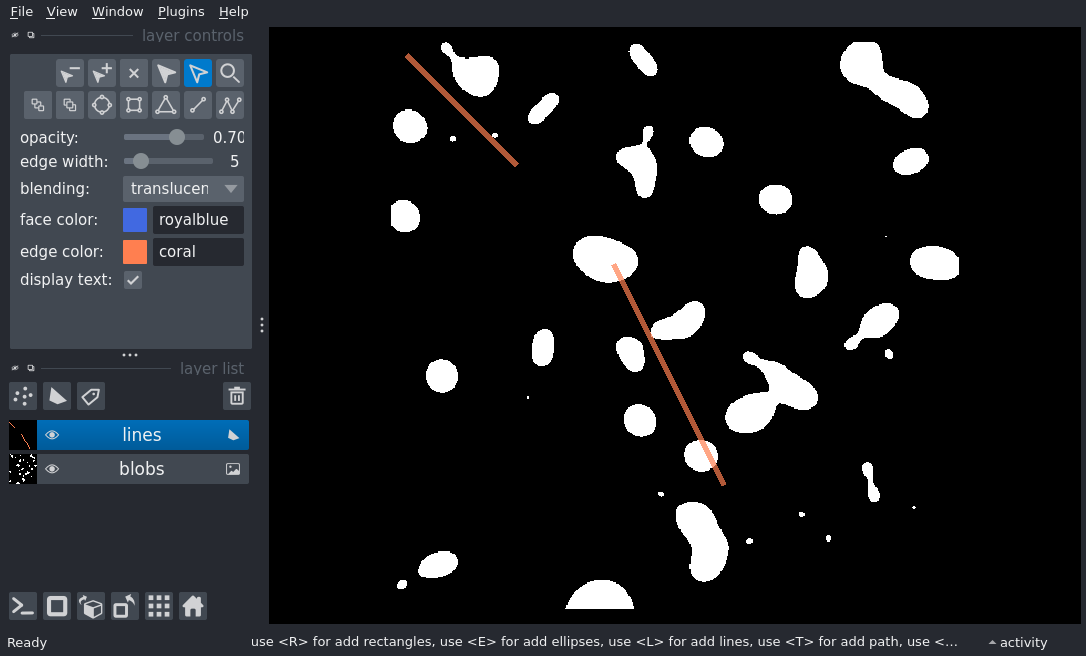 File View Window Plugins Help
layer controls
opacity: 0.70
edge width: 5
blending: translucen
face color: royalblue
edge color: coral
display text:
layer list
lines
blobs
Ready use <R> for add rectangles, use <E> for add ellipses, use <L> for add lines, use <T> for add path, use <... activity